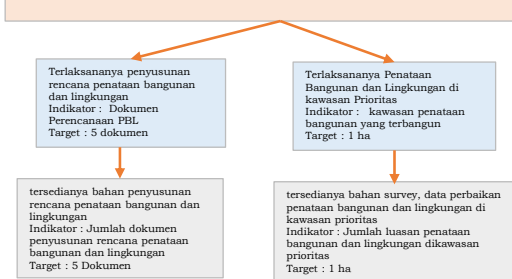 Terlaksananya penyusunan
rencana penataan bangunan
dan lingkungan
Indikator : Dokumen
Perencanaan PBL
Target : 5 dokumen
Terlaksananya Penataan
Bangunan dan Lingkungan di
kawasan Prioritas
Indikator : kawasan penataan
bangunan yang terbangun
Target : 1 ha
tersedianya bahan penyusunan
rencana penataan bangunan dan
lingkungan
Indikator : Jumlah dokumen
penyusunan rencana penataan
bangunan dan lingkungan
Target : 5 Dokumen
tersedianya bahan survey, data perbaikan
penataan bangunan dan lingkungan di
kawasan prioritas
Indikator : Jumlah luasan penataan
bangunan dan lingkungan dikawasan
prioritas
Target : 1 ha